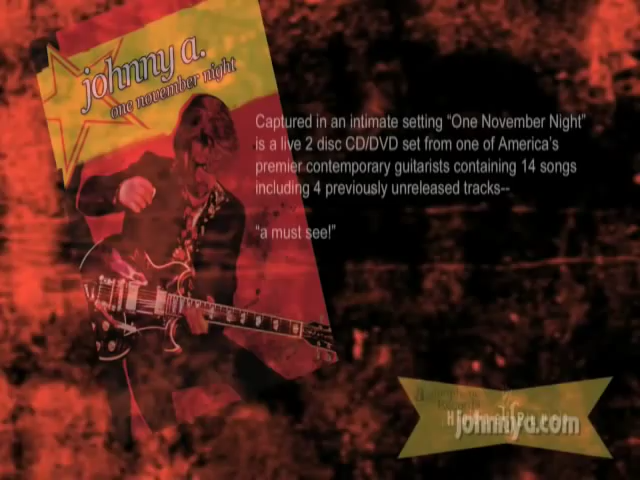 johnny a.
one november night
Captured in an intimate setting “One November Night”
is a live 2 disc CD/DVD set from one of America’s
premier contemporary guitarists containing 14 songs
including 4 previously unreleased tracks--
“a must see!”
johnnya.com